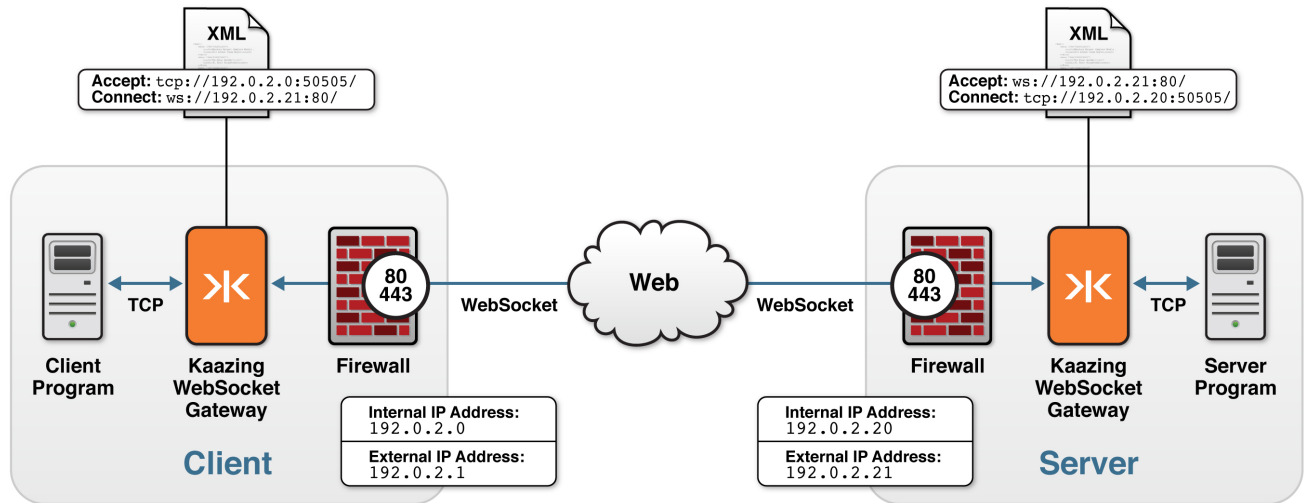 XML
Accept: tcp://192.0.2.0:50505/
Connect: ws://192.0.2.21:80/
XML
Accept: ws://192.0.2.21:80/
Connect: tcp://192.0.2.20:50505/
TCP
80
443
WebSocket
Web
WebSocket
80
443
TCP
Client
Program
Kaazing
WebSocket
Gateway
Firewall
Firewall
Kaazing
WebSocket
Gateway
Server
Program
Internal IP Address:
192.0.2.0
External IP Address:
192.0.2.1
Internal IP Address:
192.0.2.20
External IP Address:
192.0.2.21
Client
Server